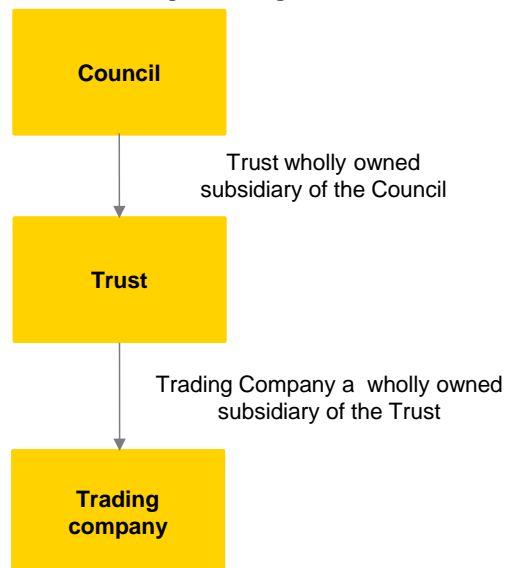 Council
Trust wholly owned
subsidiary of the Council
Trust
Trading Company a  wholly owned
subsidiary of the Trust
Trading
company